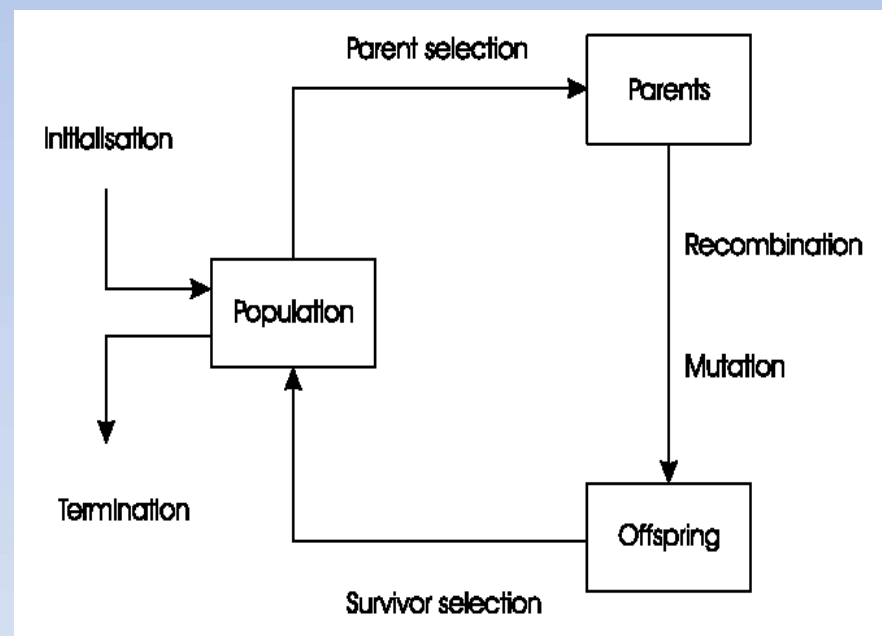 Parent selection
Parents
Initialisation
Recombination
Population
Mutation
Termination
Offspring
Survivor selection